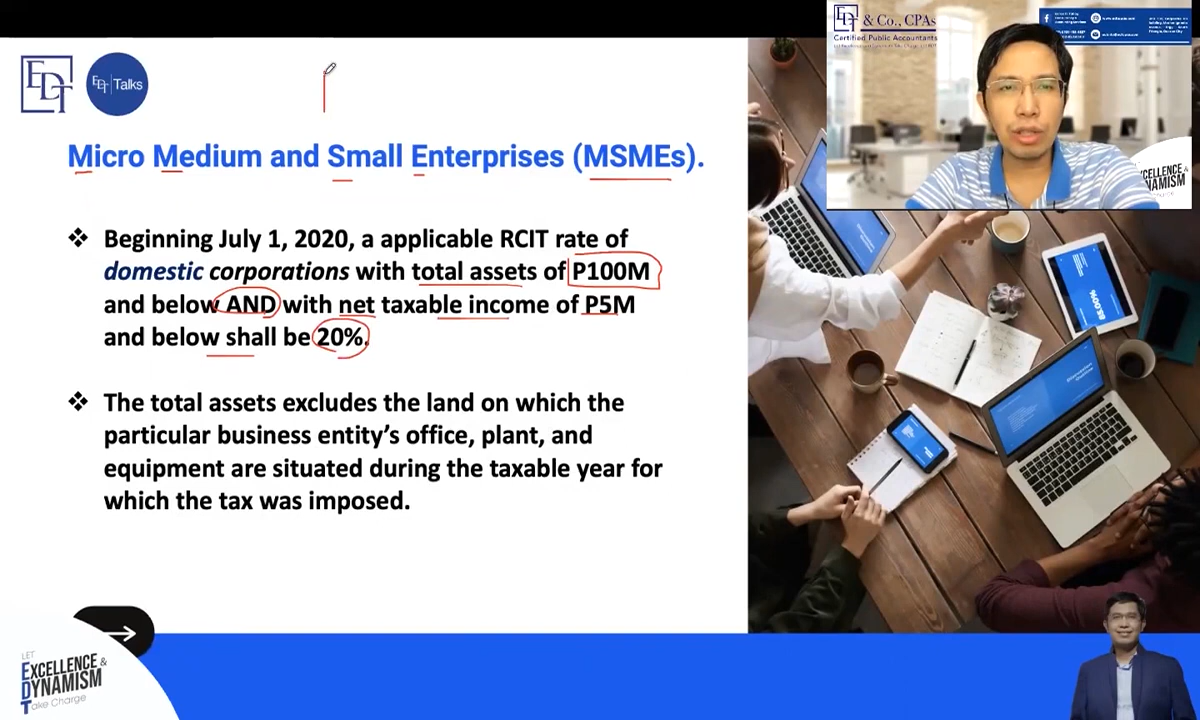 EDT
EDT Talks
Micro Medium and Small Enterprises (MSMEs).
❖ Beginning July 1, 2020, a applicable RCIT rate of
domestic corporations with total assets of P100M
and below AND with net taxable income of P5M
and below shall be 20%.
❖ The total assets excludes the land on which the
particular business entity's office, plant, and
equipment are situated during the taxable year for
which the tax was imposed.
LET
EXCELLENCE &
DYNAMISM
Take Charge
EDT & Co., CPAs
Certified Public Accountants
EXCELLENCE &
DYNAMISM
Charge